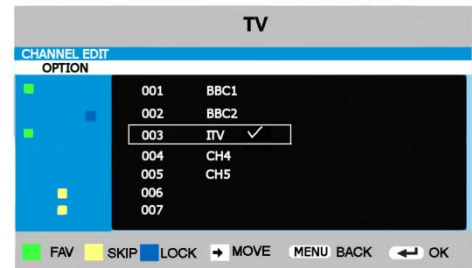 TV
CHANNEL EDIT
OPTION
001 BBC1
002 BBC2
003 ITV
004 CH4
005 CH5
006
007
FAV SKIP LOCK MOVE MENU BACK OK